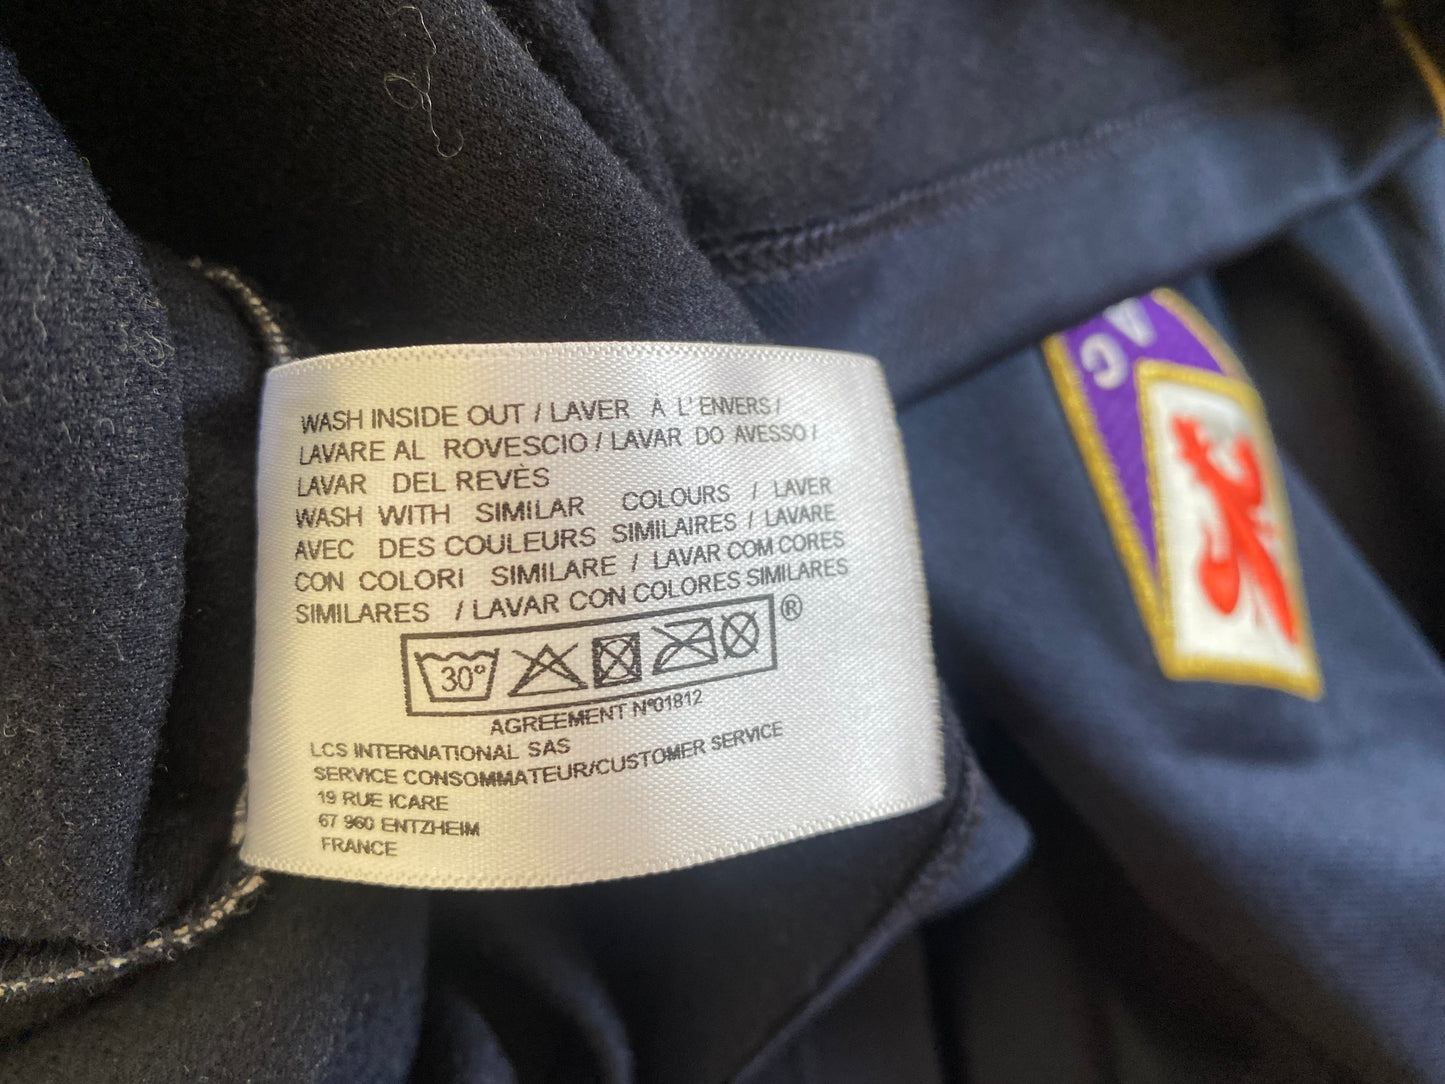 WASH INSIDE OUT / LAVER À L'ENVERS /
LAVARE AL ROVESCIO / LAVAR DO AVESSO /
LAVAR DEL REVÈS
WASH WITH SIMILAR COLOURS / LAVER
AVEC DES COULEURS SIMILAIRES / LAVARE
CON COLORI SIMILARE / LAVAR COM CORES
SIMILARES / LAVAR CON COLORES SIMILARES
30° ®
AGREEMENT N°01812
LCS INTERNATIONAL SAS
SERVICE CONSOMMATEUR/CUSTOMER SERVICE
19 RUE ICARE
67 960 ENTZHEIM
FRANCE
AC